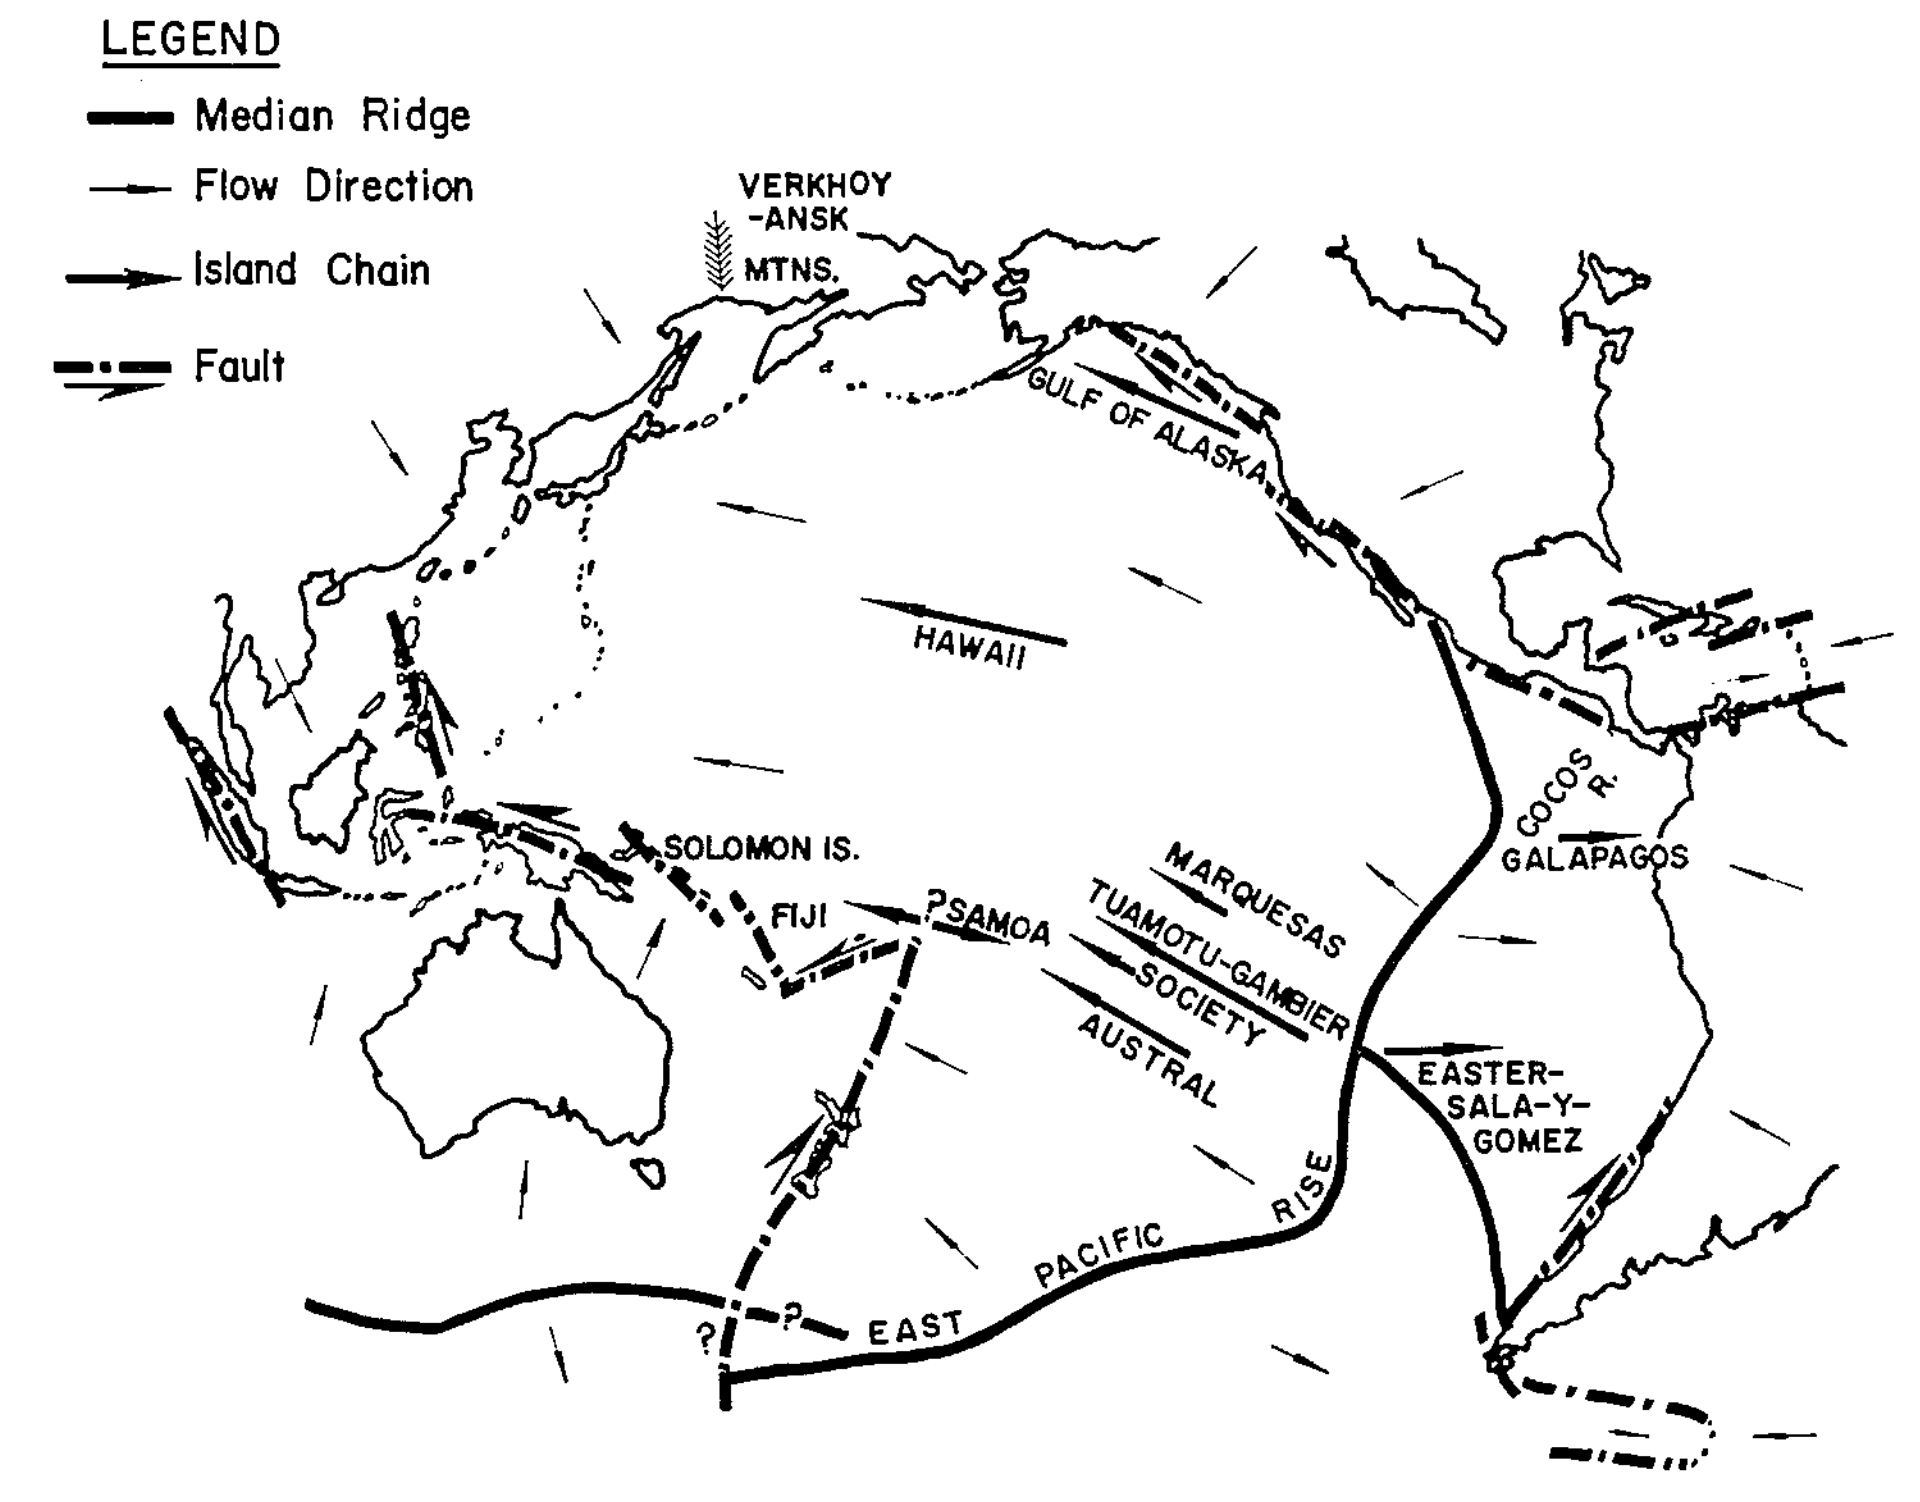 LEGEND
Median Ridge
Flow Direction
Island Chain
Fault
VERKHOY
-ANSK
MTNS.
GULF OF ALASKA
HAWAII
COCOS
R.
GALAPAGOS
SOLOMON IS.
FIJI
?SAMOA
MARQUESAS
TUAMOTU-GAMBIER
SOCIETY
AUSTRAL
EASTER-
SALA-Y-
GOMEZ
EAST PACIFIC RISE
?
?